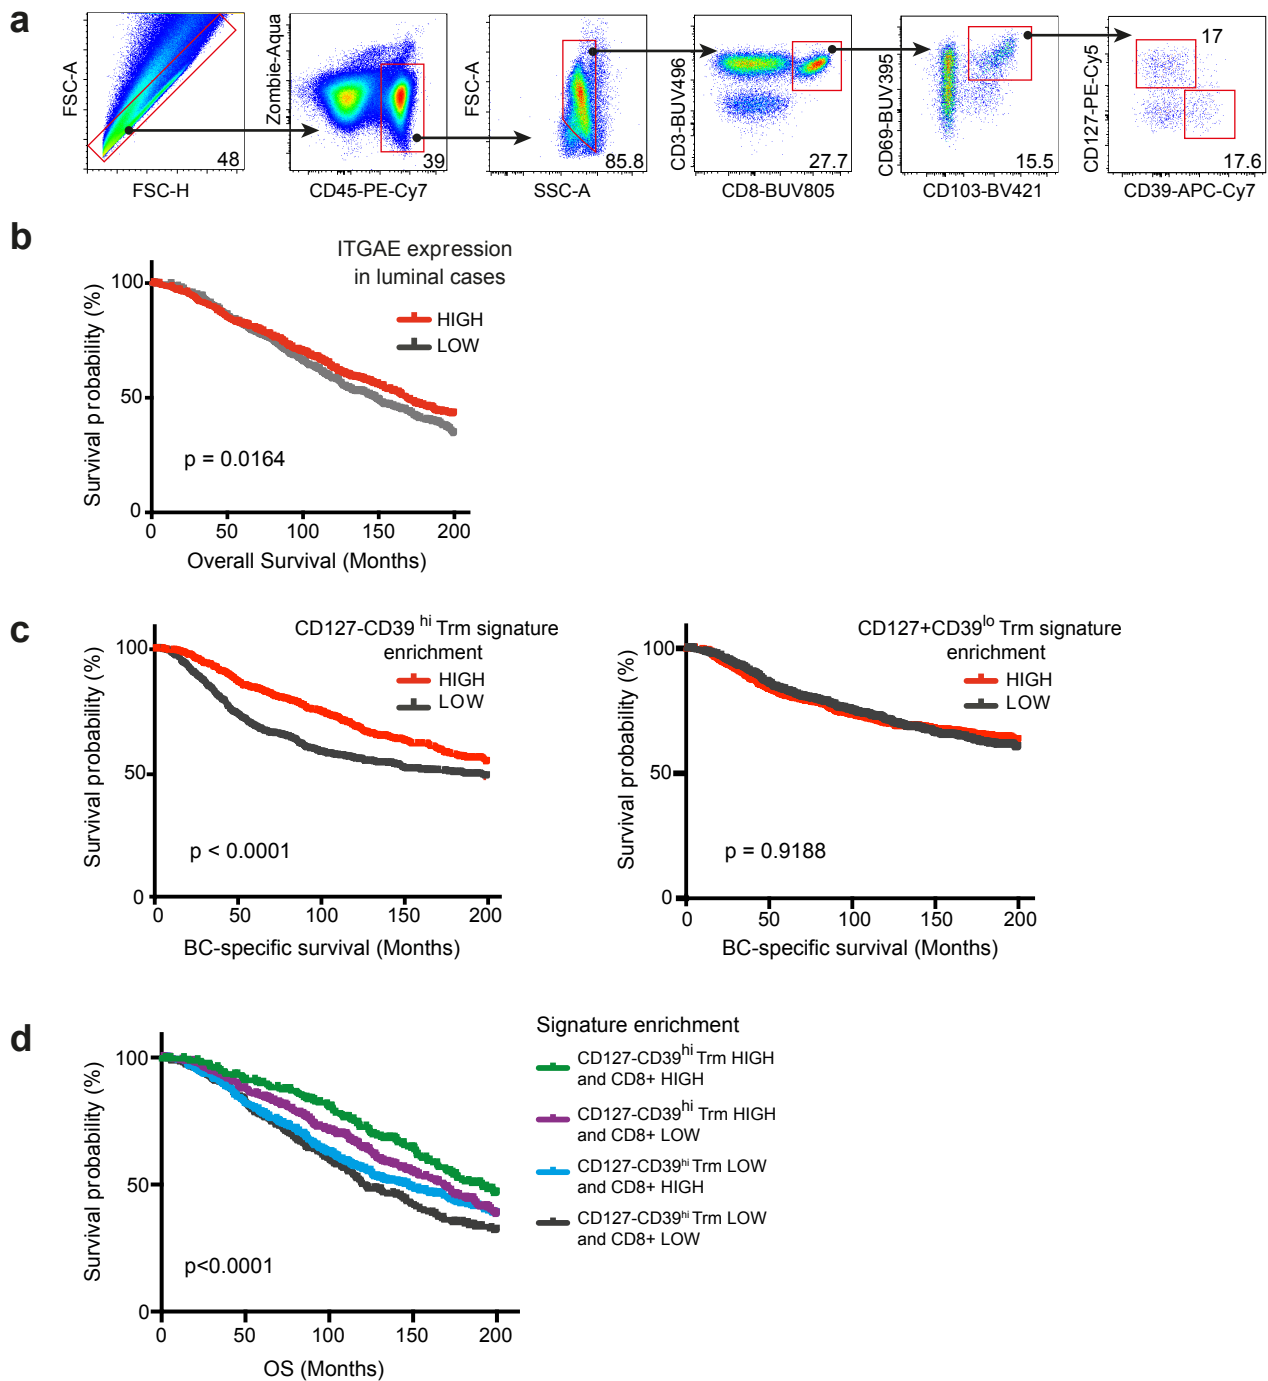 a
FSC-A
48
FSC-H
Zombie-Aqua
39
CD45-PE-Cy7
FSC-A
85.8
SSC-A
CD3-BUV496
27.7
CD8-BUV805
CD69-BUV395
15.5
CD103-BV421
CD127-PE-Cy5
17
17.6
CD39-APC-Cy7
b
ITGAE expression
in luminal cases
HIGH
LOW
Survival probability (%)
100
50
0
p = 0.0164
0 50 100 150 200
Overall Survival (Months)
c
CD127-CD39 hi Trm signature
enrichment
HIGH
LOW
Survival probability (%)
100
50
0
p < 0.0001
0 50 100 150 200
BC-specific survival (Months)
CD127+CD39lo Trm signature
enrichment
HIGH
LOW
Survival probability (%)
100
50
0
p = 0.9188
0 50 100 150 200
BC-specific survival (Months)
d
Survival probability (%)
100
50
0
p<0.0001
0 50 100 150 200
OS (Months)
Signature enrichment
CD127-CD39hi Trm HIGH
and CD8+ HIGH
CD127-CD39hi Trm HIGH
and CD8+ LOW
CD127-CD39hi Trm LOW
and CD8+ HIGH
CD127-CD39hi Trm LOW
and CD8+ LOW